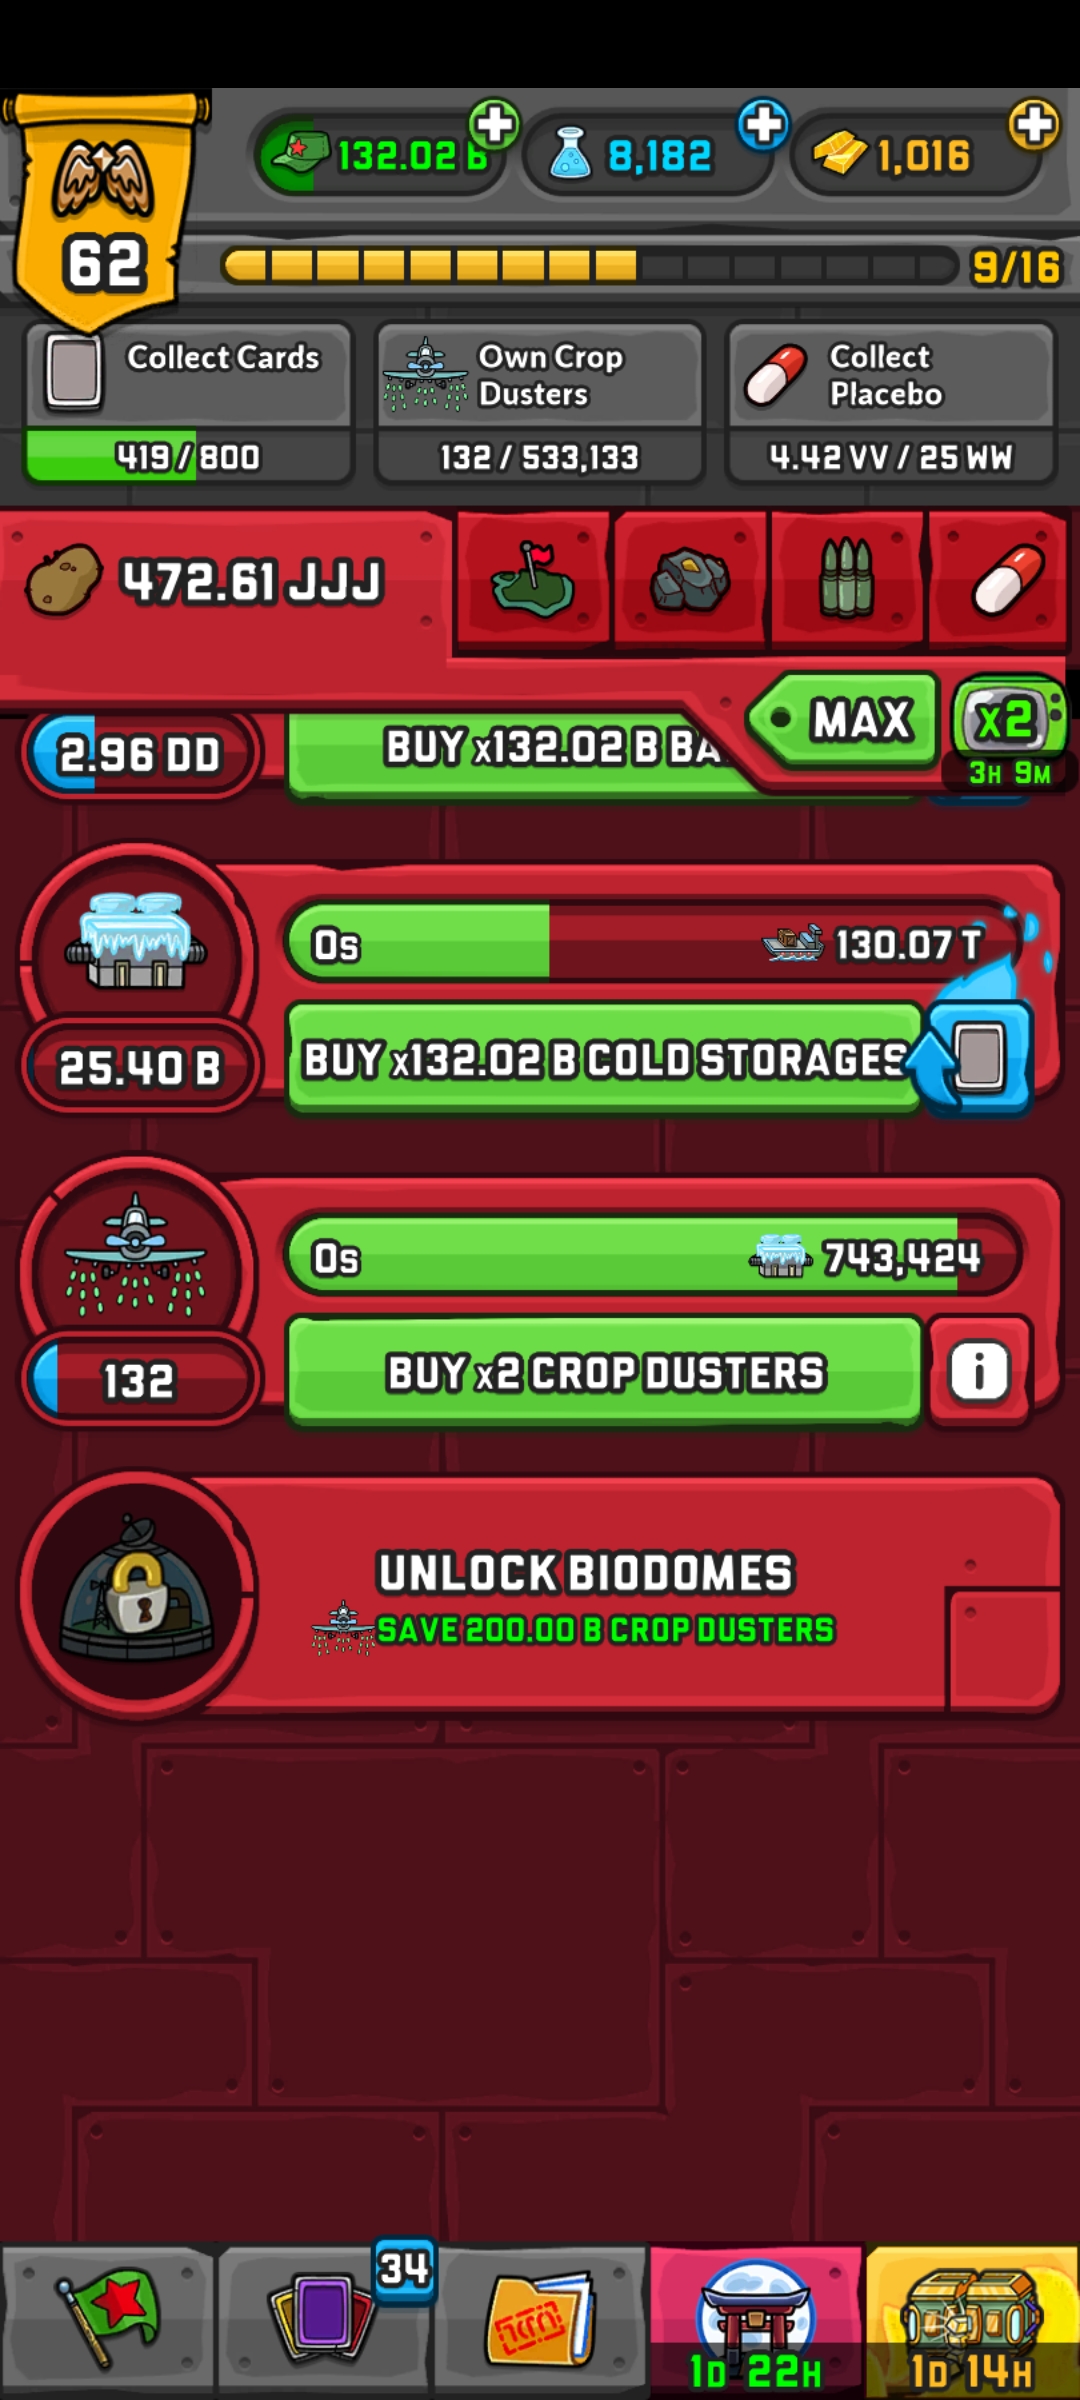 132.02 B
8,182
1,016
62
9/16
Collect Cards
419 / 800
Own Crop
Dusters
132 / 533,133
Collect
Placebo
4.42 VV / 25 WW
472.61 JJJ
MAX
x2
3H 9M
2.96 DD
BUY x132.02 B BA
0s
130.07 T
25.40 B
BUY x132.02 B COLD STORAGES
0s
743,424
132
BUY x2 CROP DUSTERS
i
UNLOCK BIODOMES
SAVE 200.00 B CROP DUSTERS
34
1D 22H
1D 14H